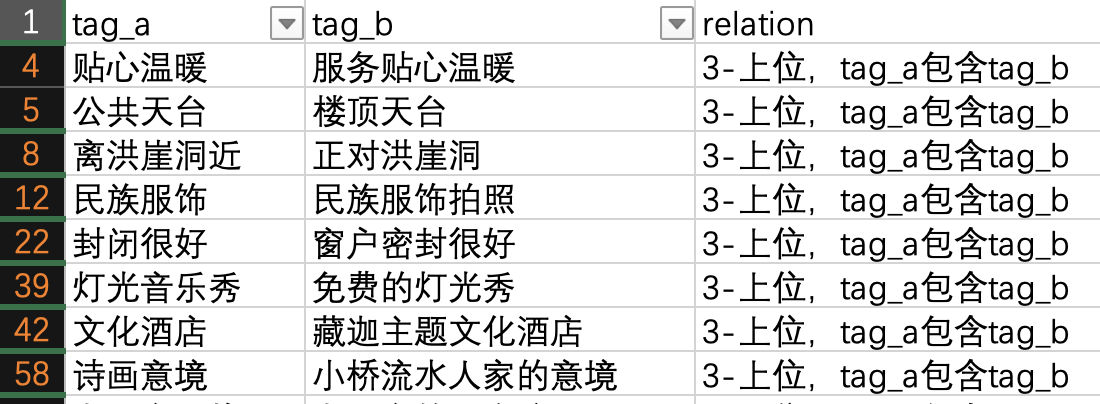 1 tag_a tag_b relation
4 贴心温暖 服务贴心温暖 3-上位，tag_a包含tag_b
5 公共天台 楼顶天台 3-上位，tag_a包含tag_b
8 离洪崖洞近 正对洪崖洞 3-上位，tag_a包含tag_b
12 民族服饰 民族服饰拍照 3-上位，tag_a包含tag_b
22 封闭很好 窗户密封很好 3-上位，tag_a包含tag_b
39 灯光音乐秀 免费的灯光秀 3-上位，tag_a包含tag_b
42 文化酒店 藏迦主题文化酒店 3-上位，tag_a包含tag_b
58 诗画意境 小桥流水人家的意境 3-上位，tag_a包含tag_b